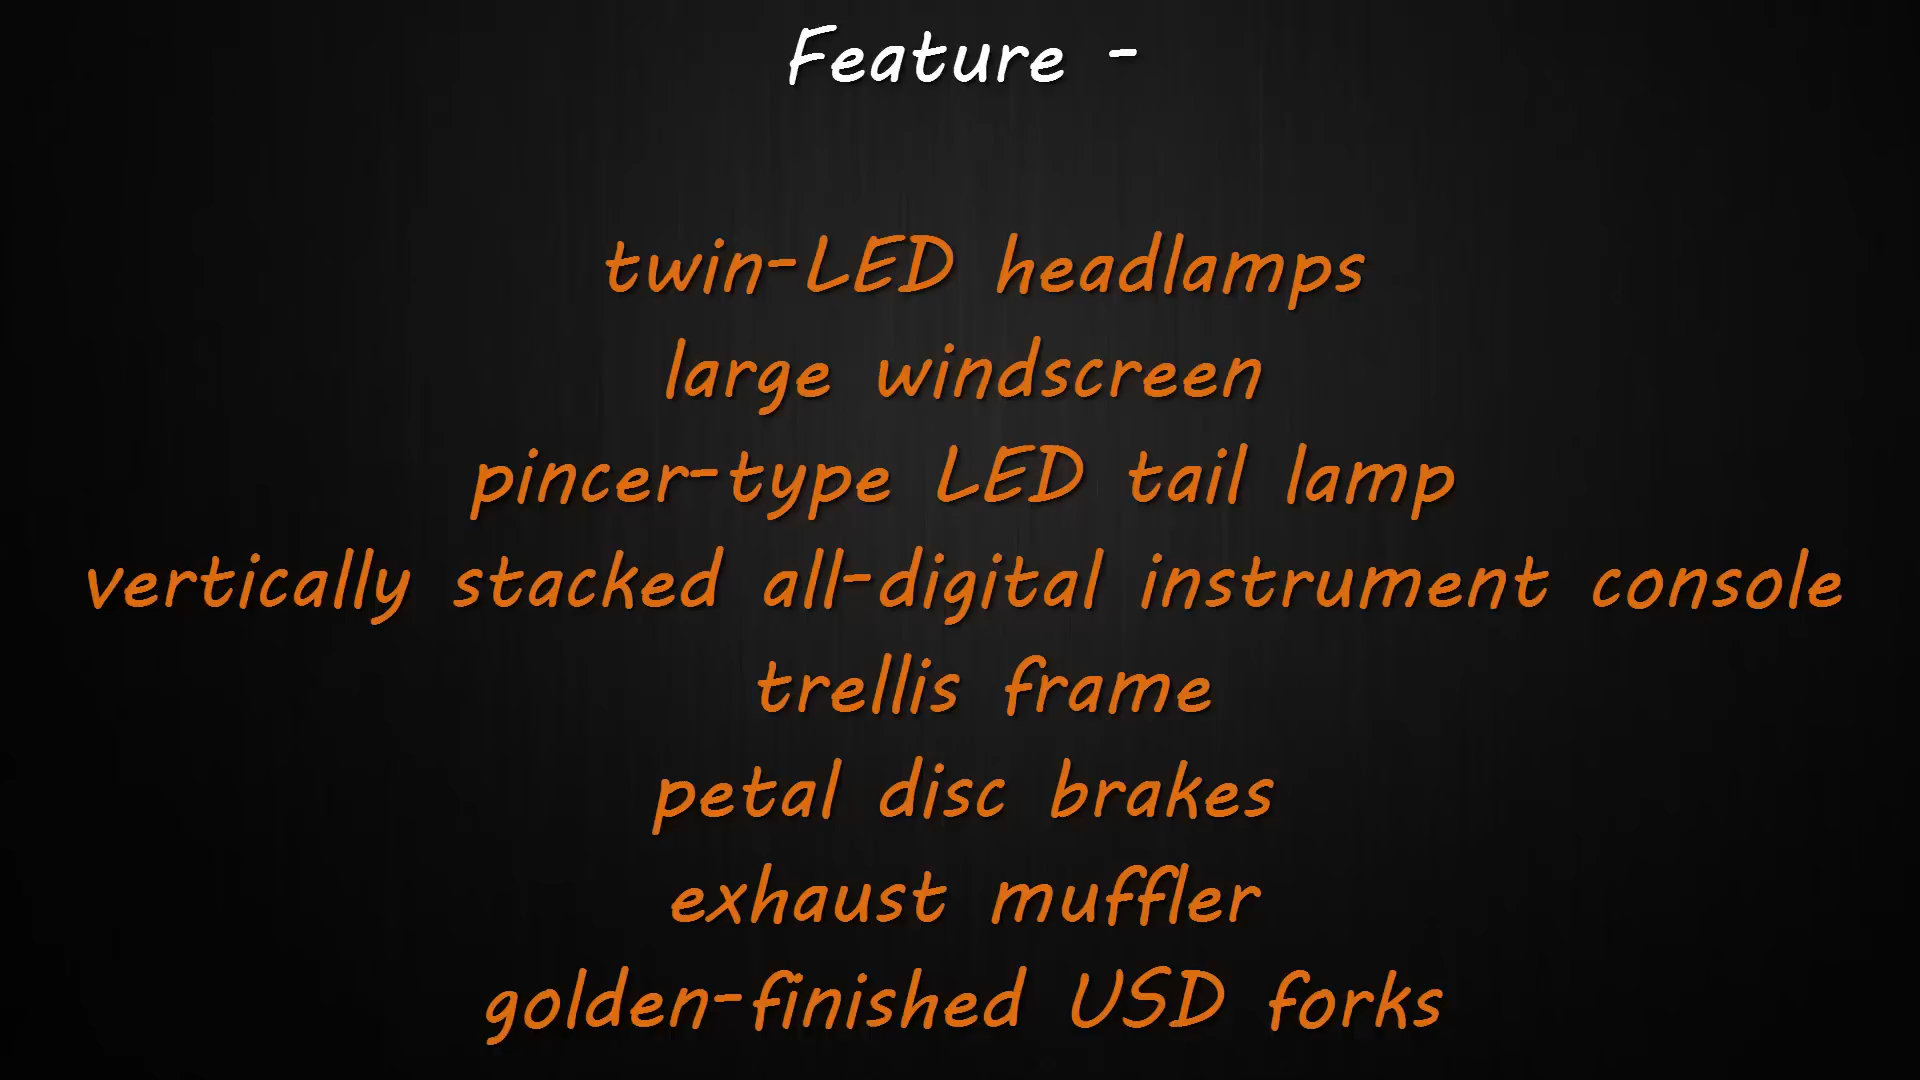 Feature -
twin-LED headlamps
large windscreen
pincer-type LED tail lamp
vertically stacked all-digital instrument console
trellis frame
petal disc brakes
exhaust muffler
golden-finished USD forks